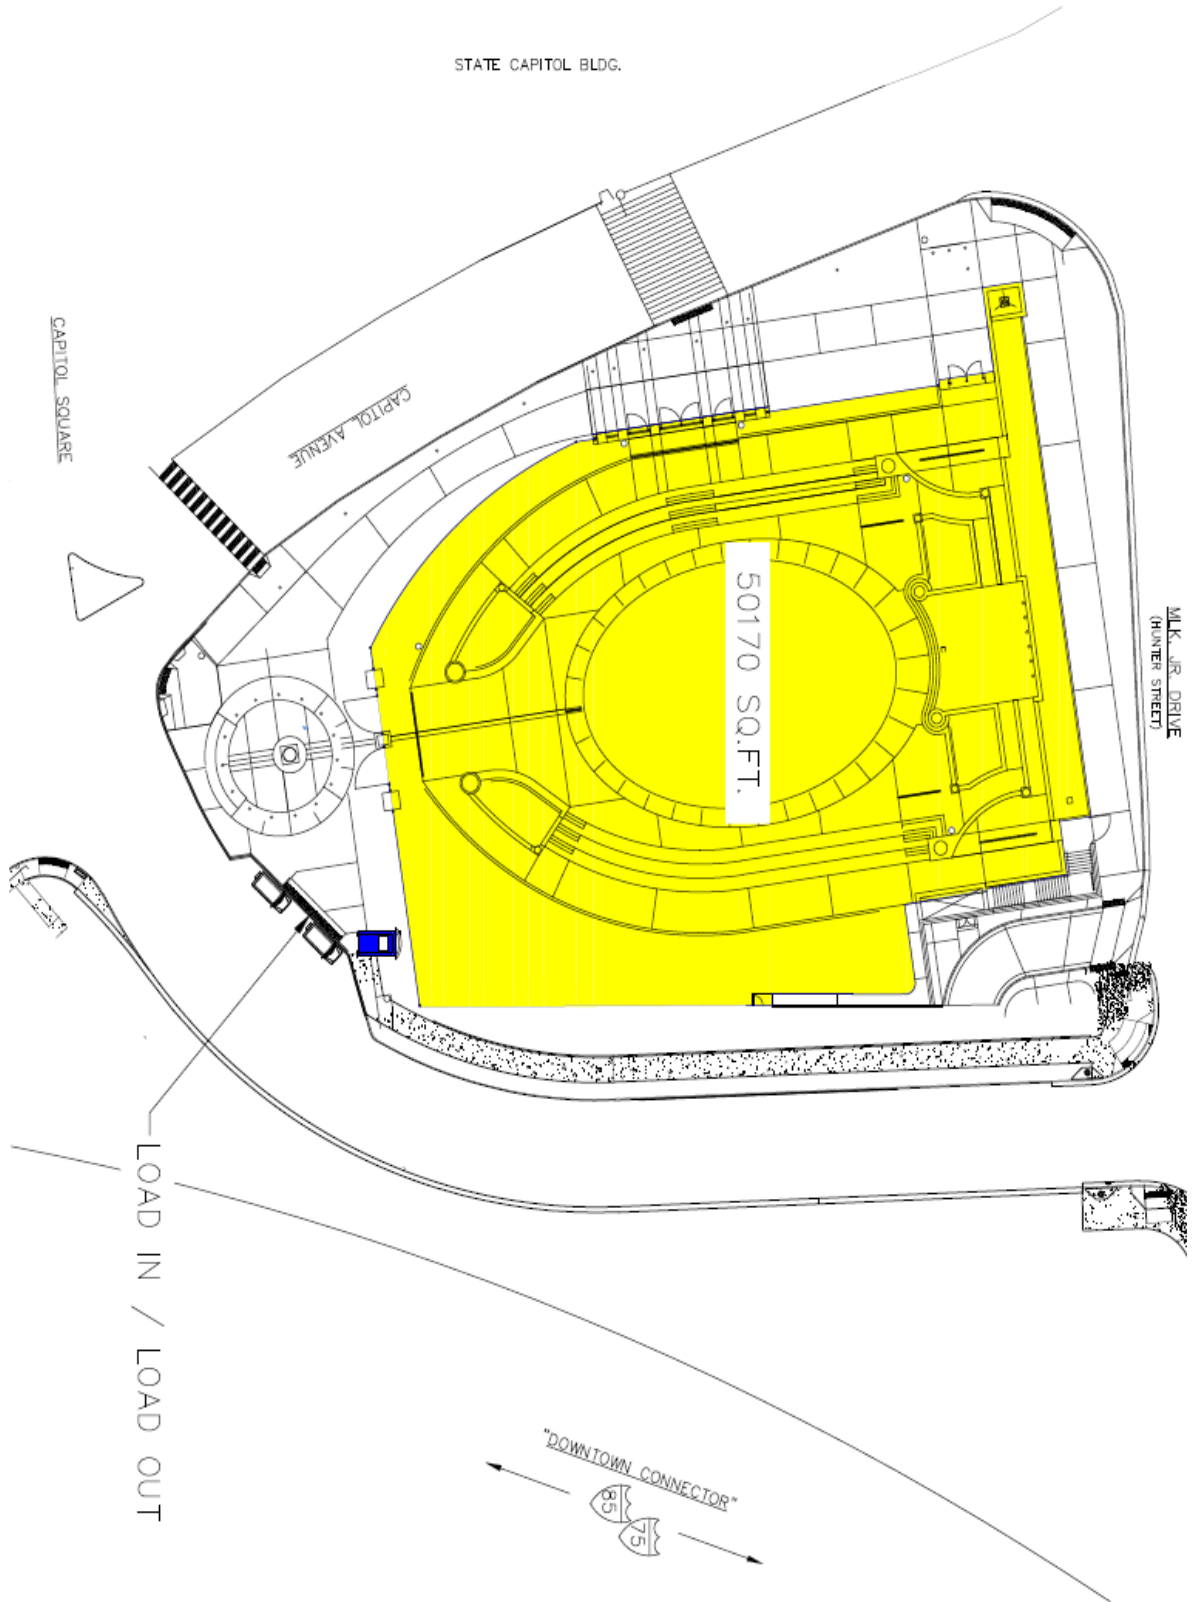 STATE CAPITOL BLDG.
CAPITOL SQUARE
CAPITOL AVENUE
50170 SQ.FT.
MLK. JR. DRIVE
(HUNTER STREET)
LOAD IN / LOAD OUT
"DOWNTOWN CONNECTOR"
85
75